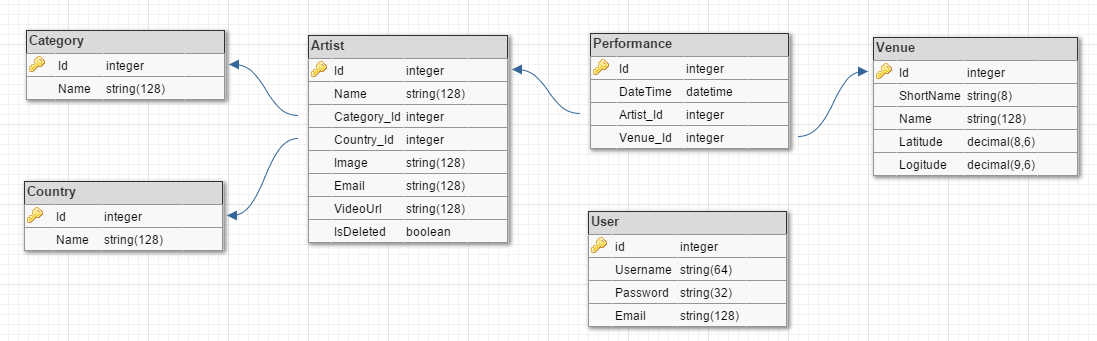 Category
Id integer
Name string(128)
Country
Id integer
Name string(128)
Artist
Id integer
Name string(128)
Category_Id integer
Country_Id integer
Image string(128)
Email string(128)
VideoUrl string(128)
IsDeleted boolean
Performance
Id integer
DateTime datetime
Artist_Id integer
Venue_Id integer
User
id integer
Username string(64)
Password string(32)
Email string(128)
Venue
Id integer
ShortName string(8)
Name string(128)
Latitude decimal(8,6)
Logitude decimal(9,6)